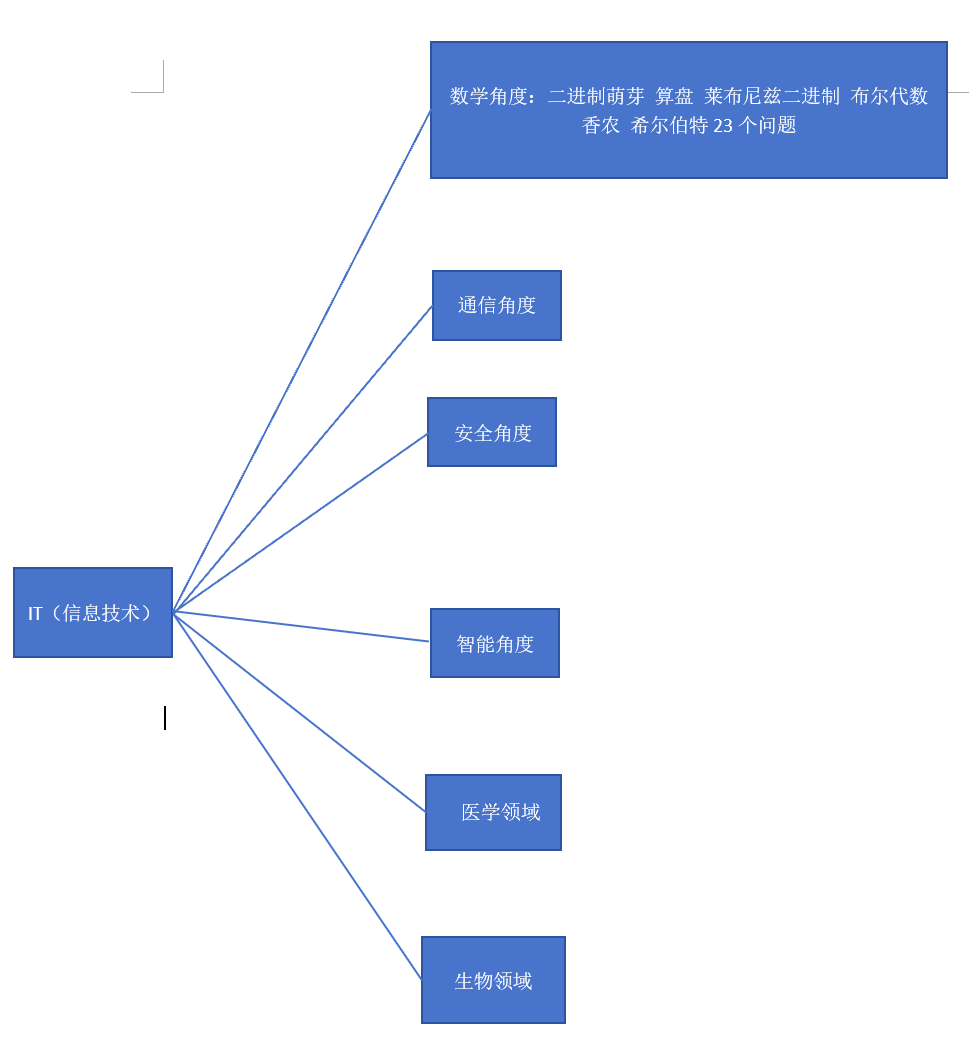 数学角度：二进制萌芽 算盘 莱布尼兹二进制 布尔代数
香农 希尔伯特 23 个问题
通信角度
安全角度
IT（信息技术）
智能角度
医学领域
生物领域